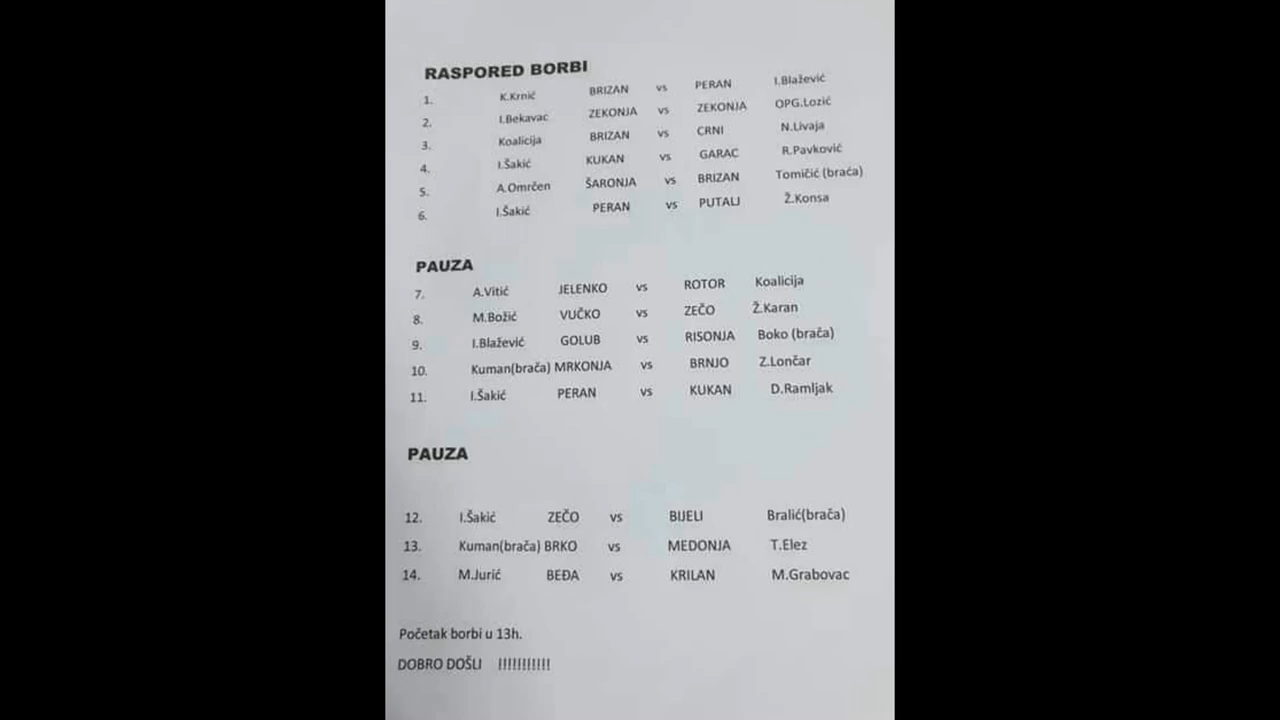 RASPORED BORBI
1. K.Krnić BRIZAN vs PERAN I.Blažević
2. I.Bekavac ZEKONJA vs ZEKONJA OPG.Lozić
3. Koalicija BRIZAN vs CRNI N.Livaja
4. I.Šakić KUKAN vs GARAC R.Pavković
5. A.Omrčen ŠARONJA vs BRIZAN Tomičić (braća)
6. I.Šakić PERAN vs PUTALJ Ž.Konsa
PAUZA
7. A.Vitić JELENKO vs ROTOR Koalicija
8. M.Božić VUČKO vs ZEČO Ž.Karan
9. I.Blažević GOLUB vs RISONJA Boko (brača)
10. Kuman(brača) MRKONJA vs BRNJO Z.Lončar
11. I.Šakić PERAN vs KUKAN D.Ramljak
PAUZA
12. I.Šakić ZEČO vs BIJELI Bralić(brača)
13. Kuman(brača) BRKO vs MEDONJA T.Elez
14. M.Jurić BEĐA vs KRILAN M.Grabovac
Početak borbi u 13h.
DOBRO DOŠLI !!!!!!!!!!!